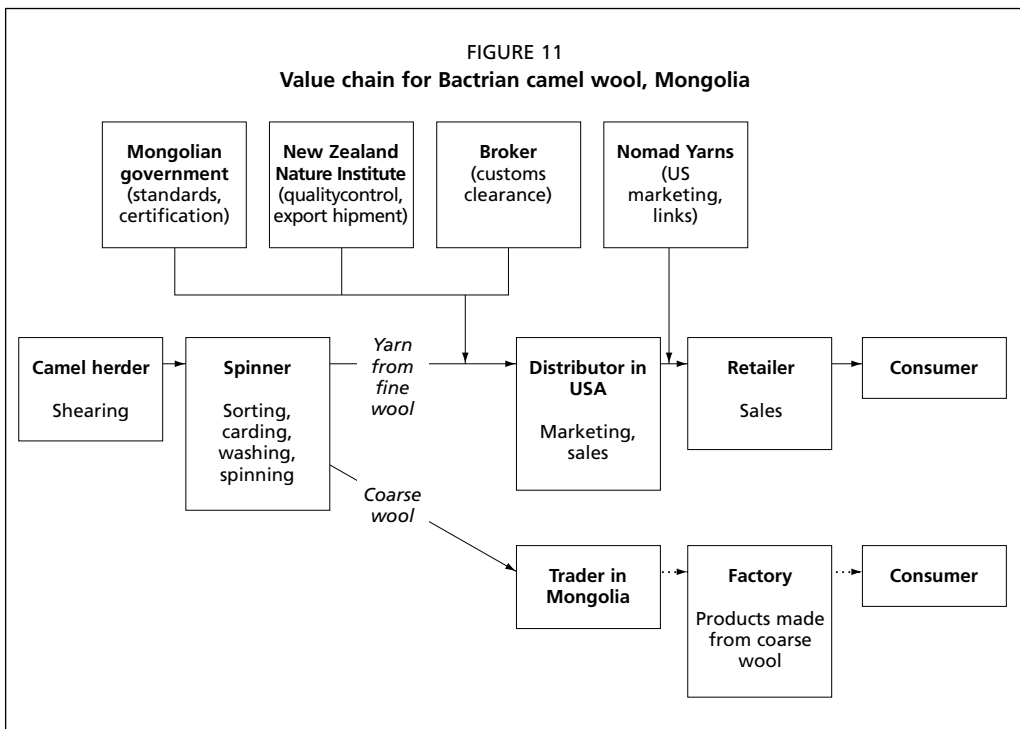 FIGURE 11
Value chain for Bactrian camel wool, Mongolia
Mongolian
government
(standards,
certification)
New Zealand
Nature Institute
(qualitycontrol,
export hipment)
Broker
(customs
clearance)
Nomad Yarns
(US
marketing,
links)
Camel herder
Shearing
Spinner
Sorting,
carding,
washing,
spinning
Yarn
from
fine
wool
Distributor in
USA
Marketing,
sales
Retailer
Sales
Consumer
Coarse
wool
Trader in
Mongolia
Factory
Products made
from coarse
wool
Consumer